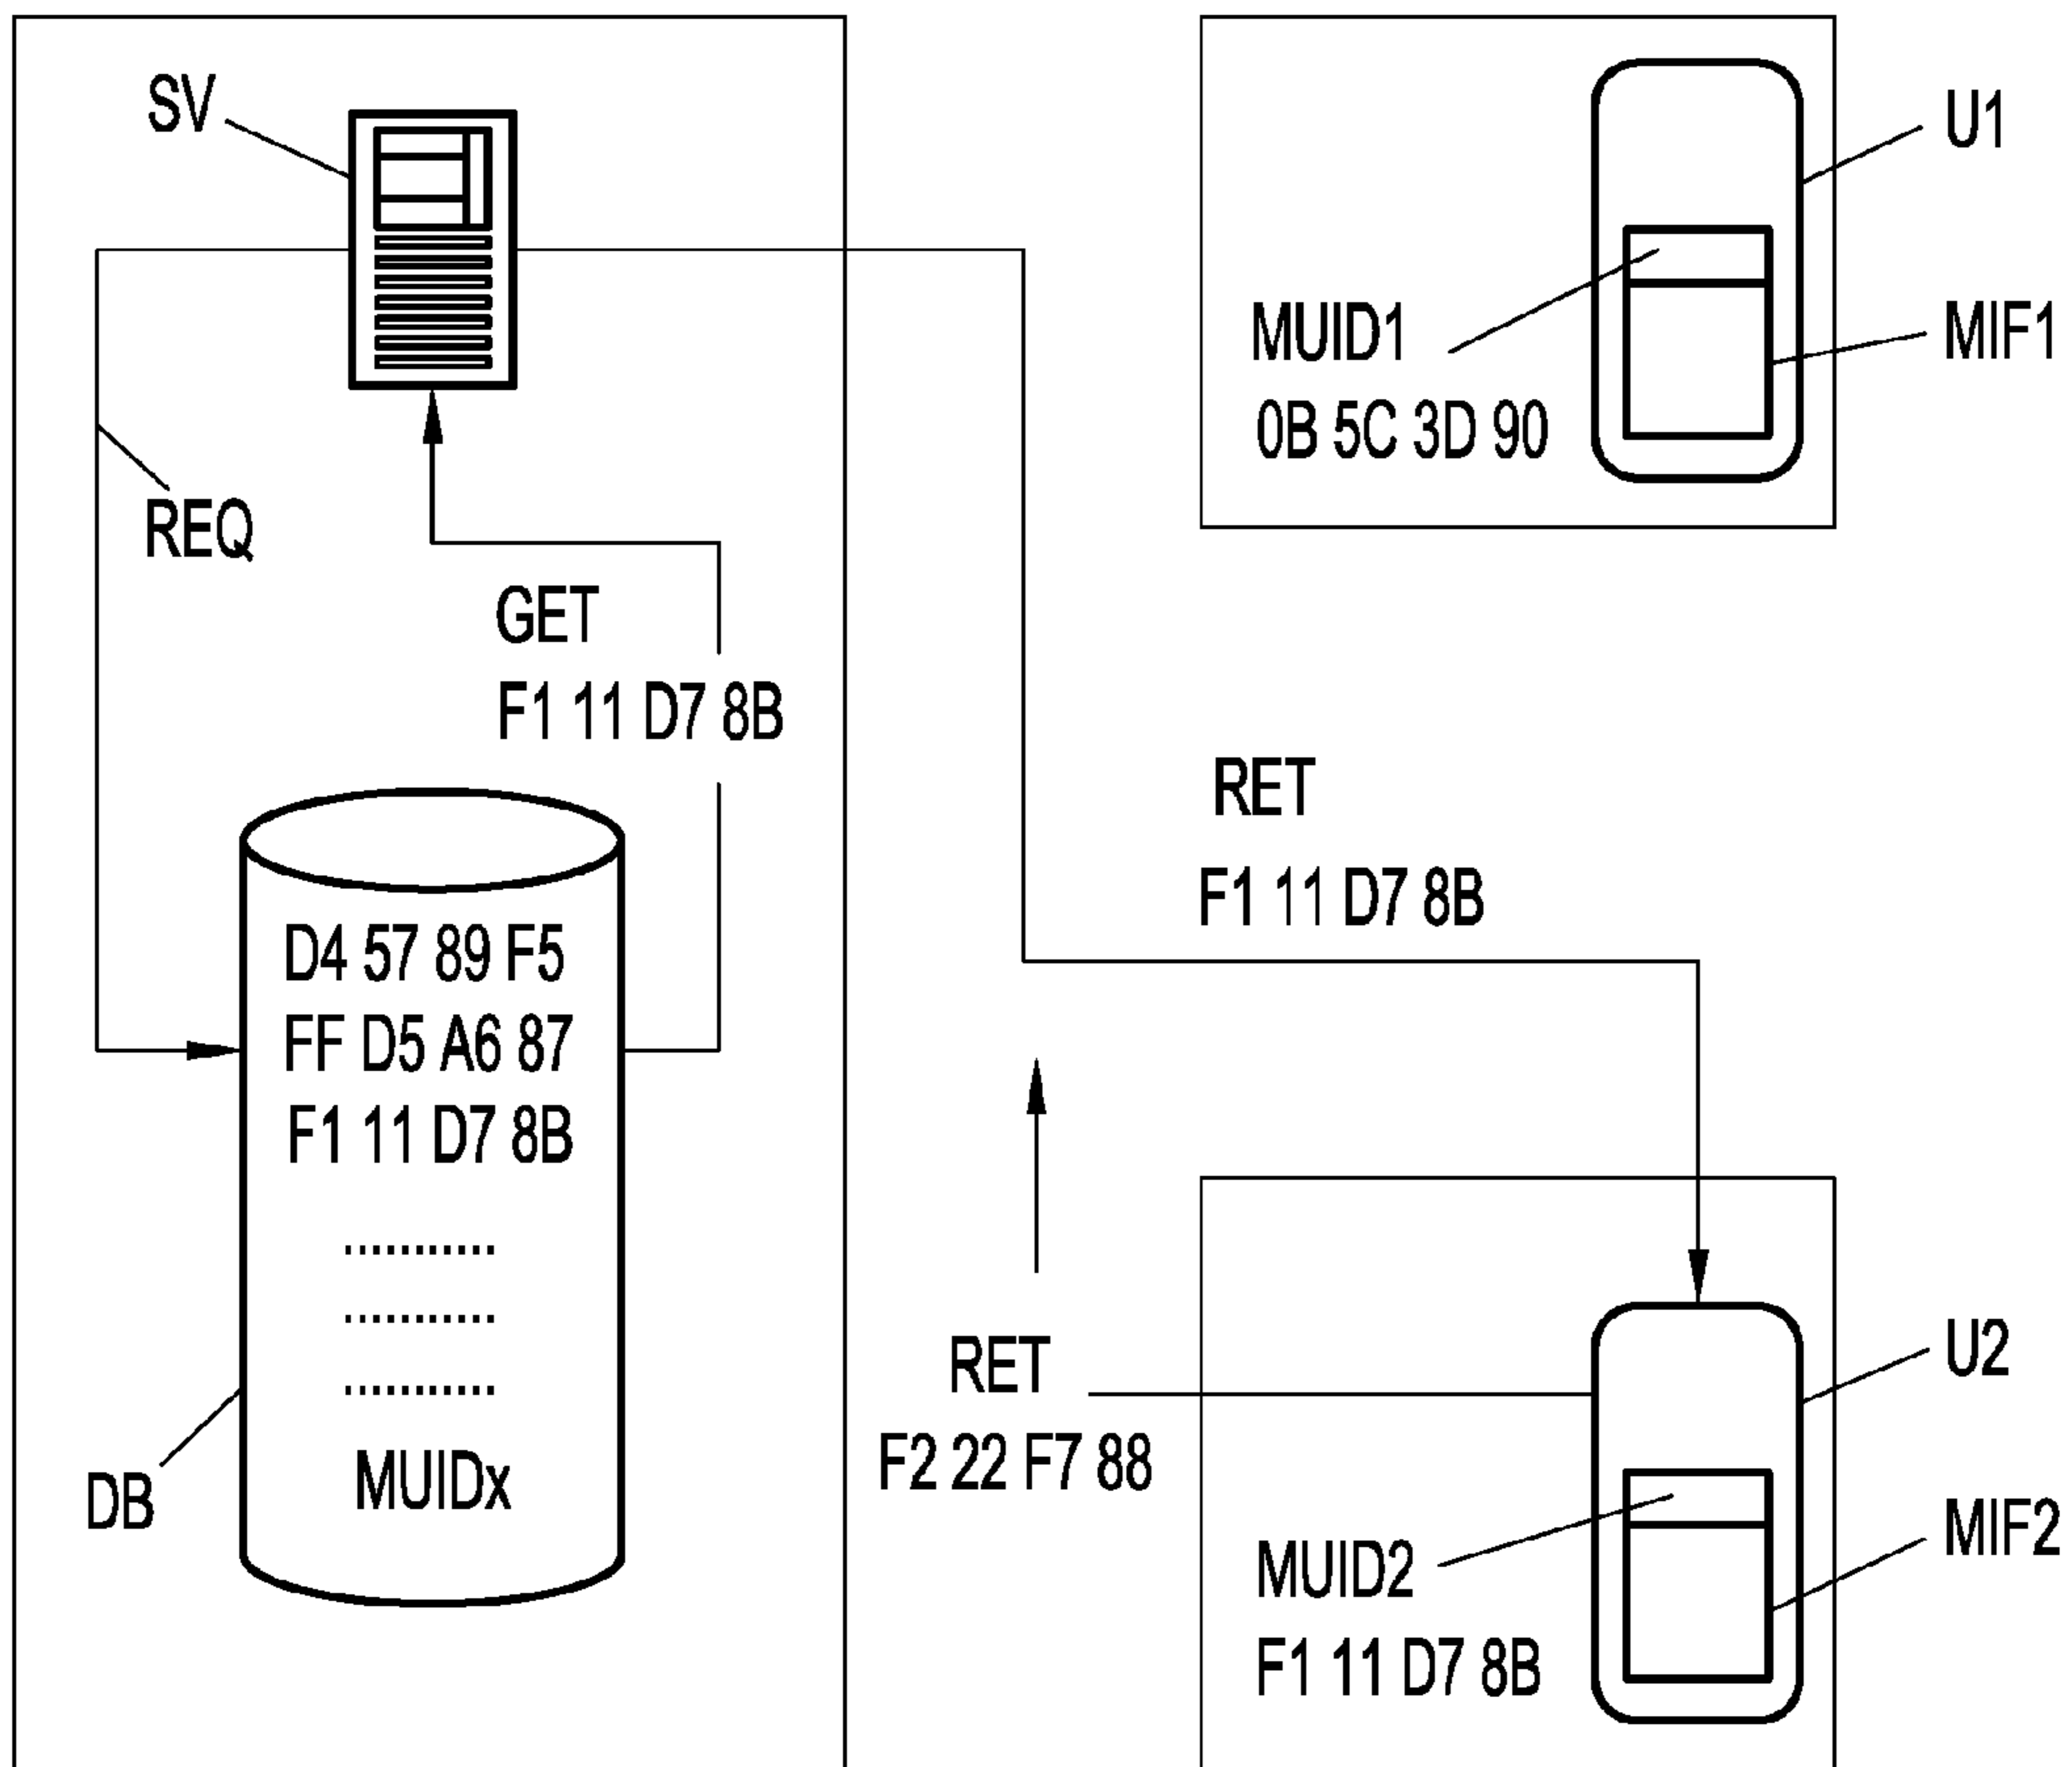 SV
REQ
GET
F1 11 D7 8B
D4 57 89 F5
FF D5 A6 87
F1 11 D7 8B
...........
...........
...........
MUIDx
DB
U1
MUID1
0B 5C 3D 90
MIF1
RET
F1 11 D7 8B
RET
F2 22 F7 88
U2
MUID2
F1 11 D7 8B
MIF2